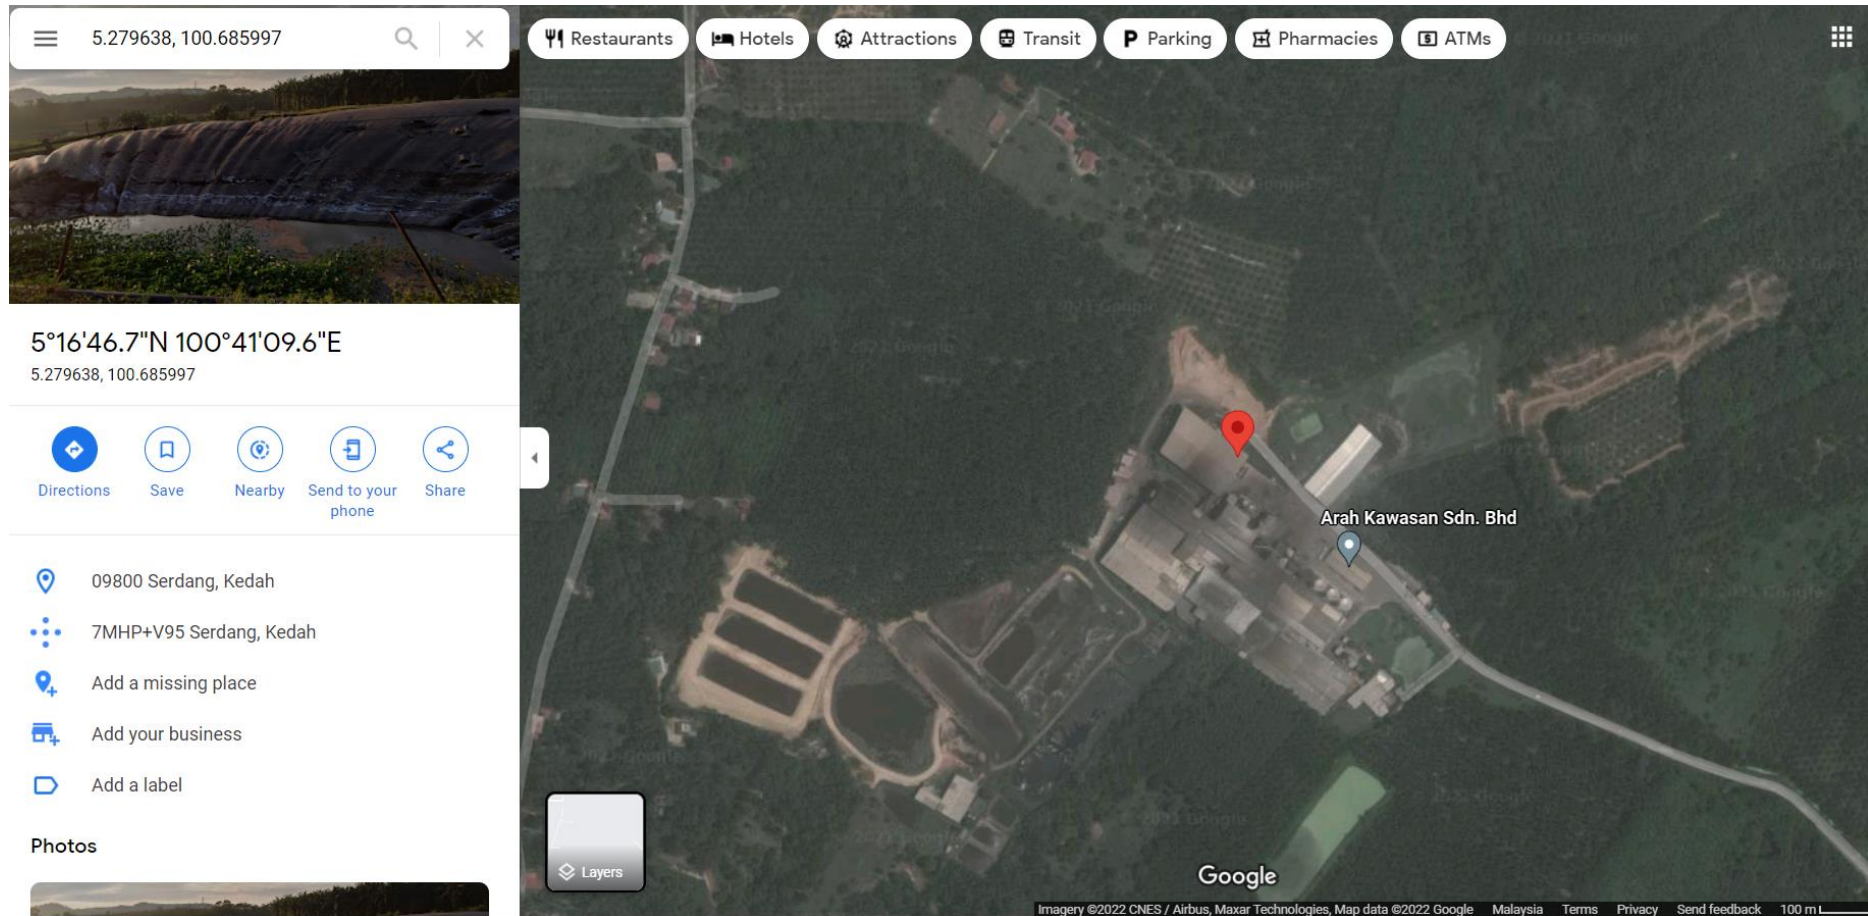 5.279638, 100.685997
Restaurants
Hotels
Attractions
Transit
Parking
Pharmacies
ATMs
5°16'46.7"N 100°41'09.6"E
5.279638, 100.685997
Directions
Save
Nearby
Send to your
phone
Share
09800 Serdang, Kedah
7MHP+V95 Serdang, Kedah
Add a missing place
Add your business
Add a label
Photos
Arah Kawasan Sdn. Bhd
Layers
Google
Imagery ©2022 CNES / Airbus, Maxar Technologies, Map data ©2022 Google Malaysia Terms Privacy Send feedback 100 m